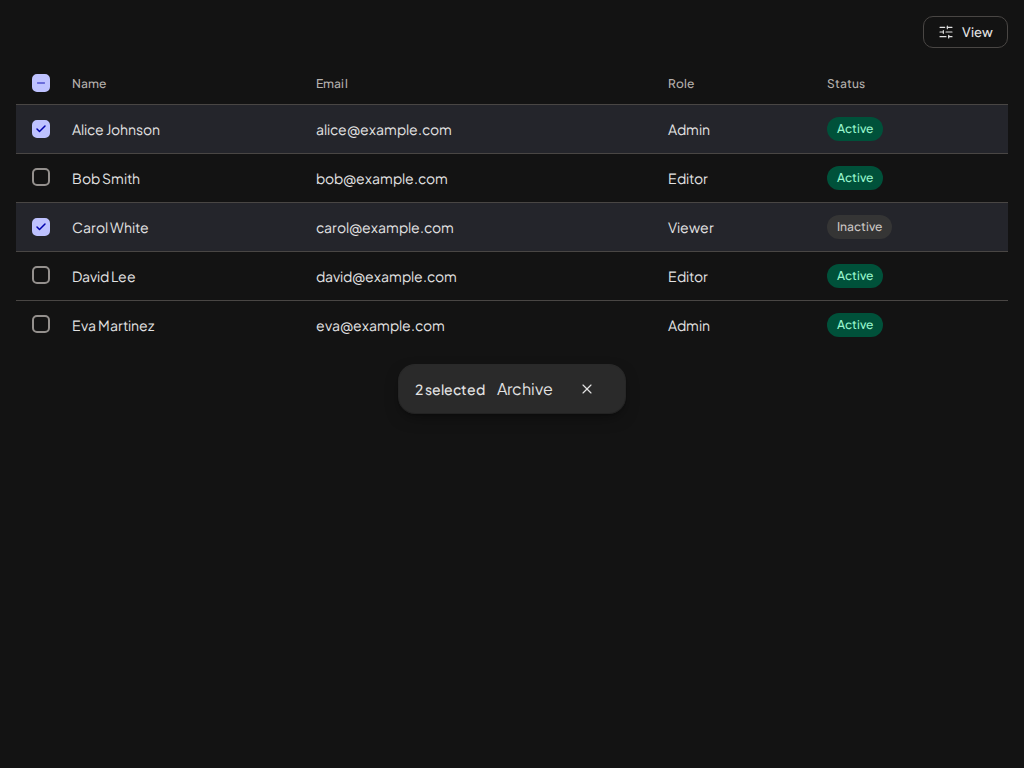 View
Name Email Role Status
Alice Johnson alice@example.com Admin Active
Bob Smith bob@example.com Editor Active
Carol White carol@example.com Viewer Inactive
David Lee david@example.com Editor Active
Eva Martinez eva@example.com Admin Active
2 selected Archive